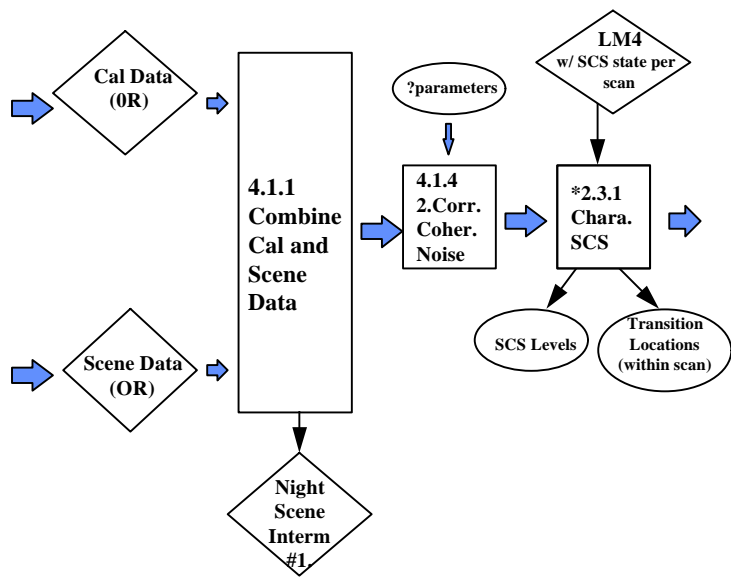 Cal Data
(0R)
Scene Data
(OR)
4.1.1
Combine
Cal and
Scene
Data
Night
Scene
Interm
#1.
?parameters
4.1.4
2.Corr.
Coher.
Noise
LM4
w/ SCS state per
scan
*2.3.1
Chara.
SCS
SCS Levels
Transition
Locations
(within scan)